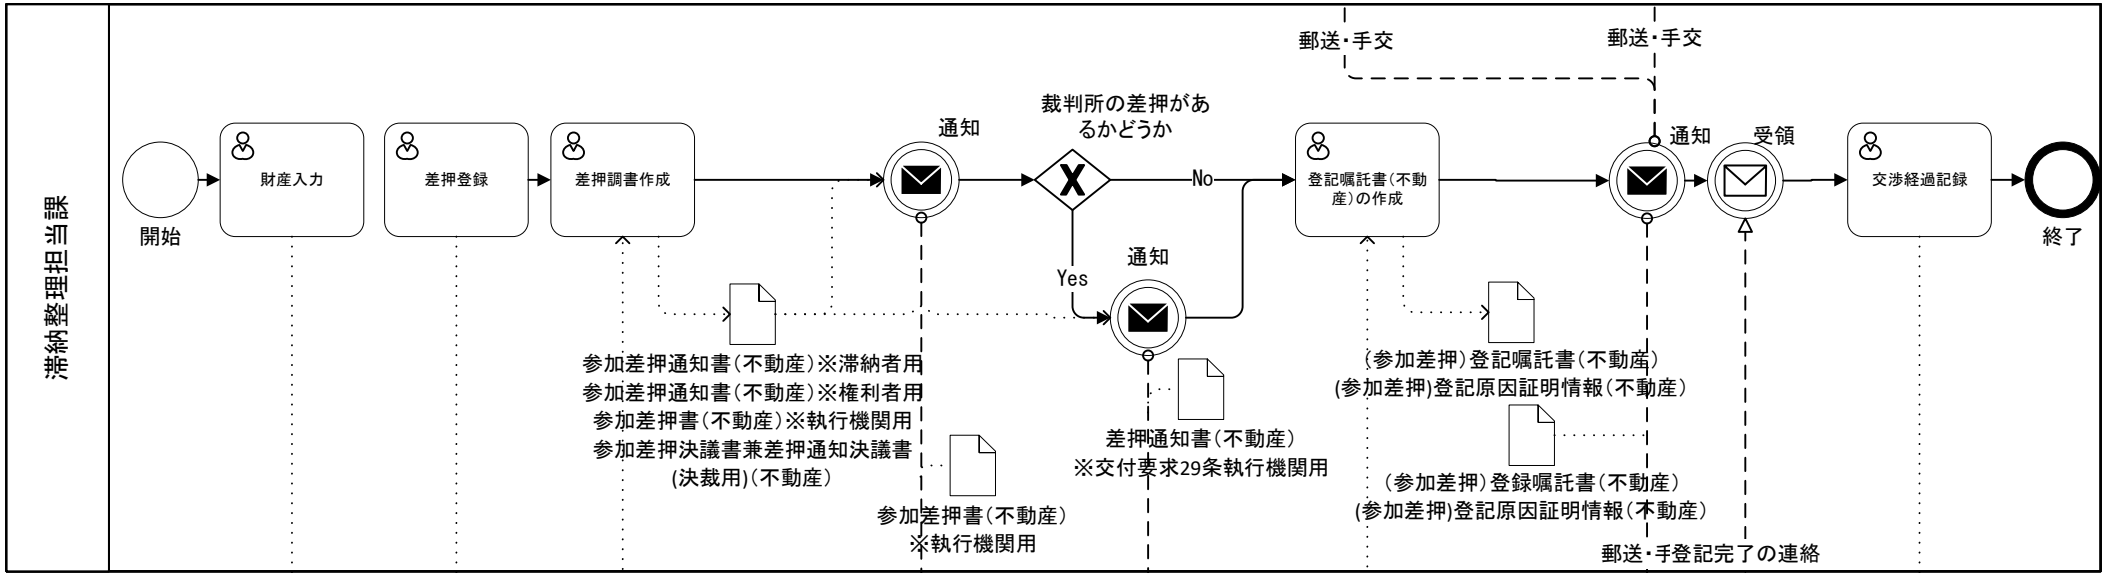 滞納整理担当課
開始
財産入力
差押登録
差押調書作成
参加差押通知書(不動産)※滞納者用
参加差押通知書(不動産)※権利者用
参加差押書(不動産)※執行機関用
参加差押決議書兼差押通知決議書
(決裁用)(不動産)
通知
参加差押書(不動産)
※執行機関用
裁判所の差押があ
るかどうか
No
Yes
通知
差押通知書(不動産)
※交付要求29条執行機関用
郵送・手交
郵送・手交
登記嘱託書(不動
産)の作成
(参加差押)登記嘱託書(不動産)
(参加差押)登記原因証明情報(不動産)
(参加差押)登録嘱託書(不動産)
(参加差押)登記原因証明情報(不動産)
通知
受領
郵送・手登記完了の連絡
交渉経過記録
終了